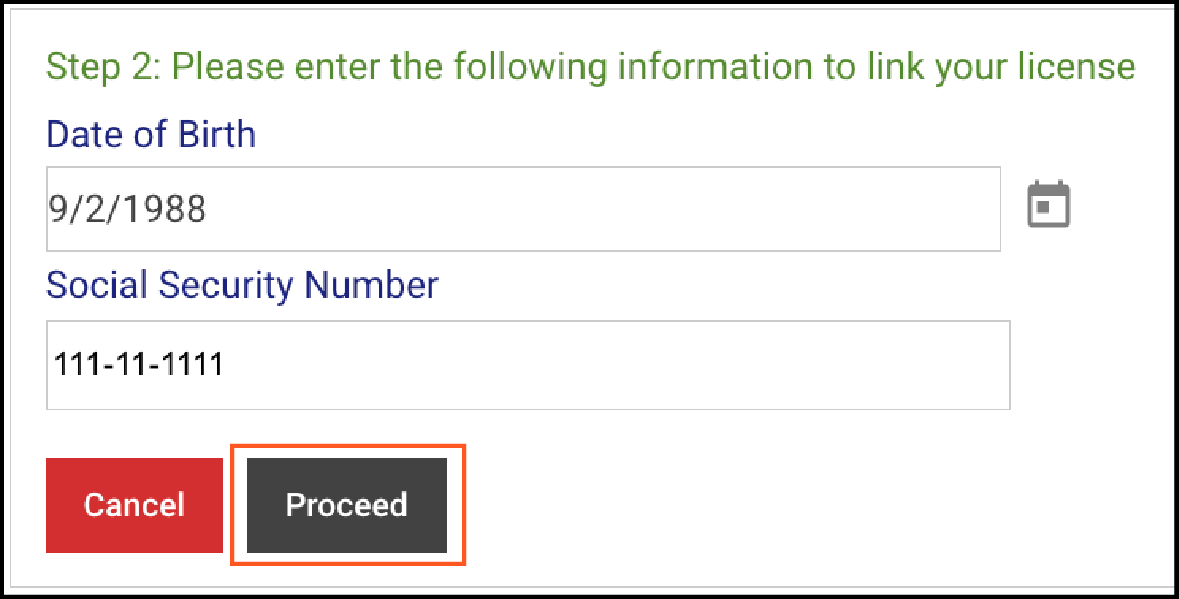 Step 2: Please enter the following information to link your license
Date of Birth
9/2/1988
Social Security Number
111-11-1111
Cancel Proceed